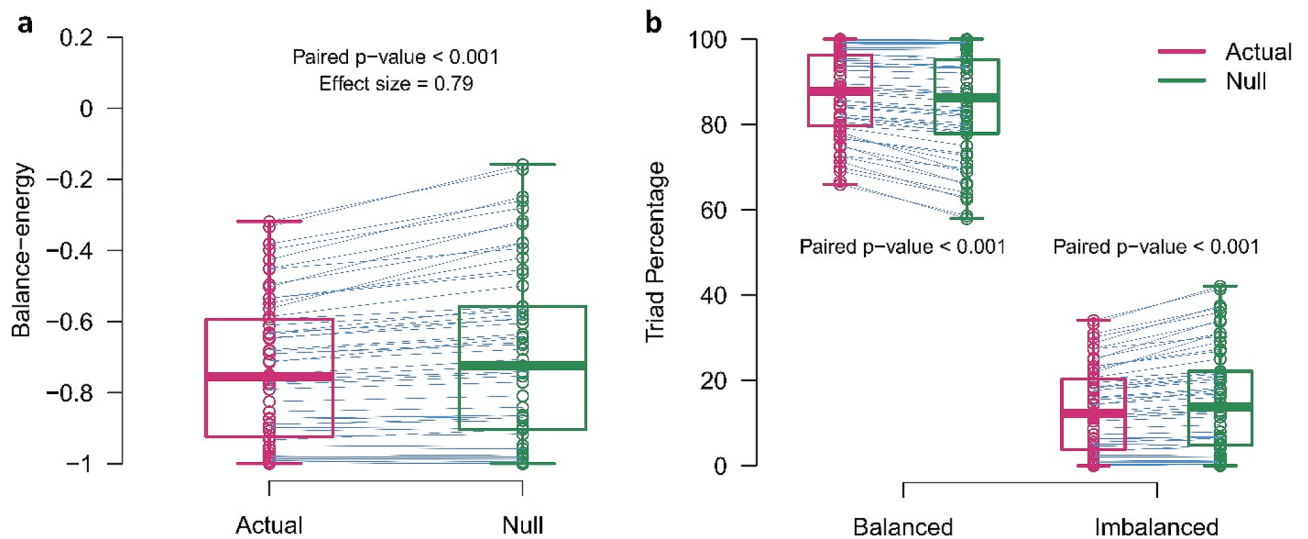 a
Balance−energy
0.2
0
−0.2
−0.4
−0.6
−0.8
−1
Paired p−value < 0.001
Effect size = 0.79
Actual
Null
b
Triad Percentage
100
80
60
40
20
0
Actual
Null
Paired p−value < 0.001
Paired p−value < 0.001
Balanced
Imbalanced